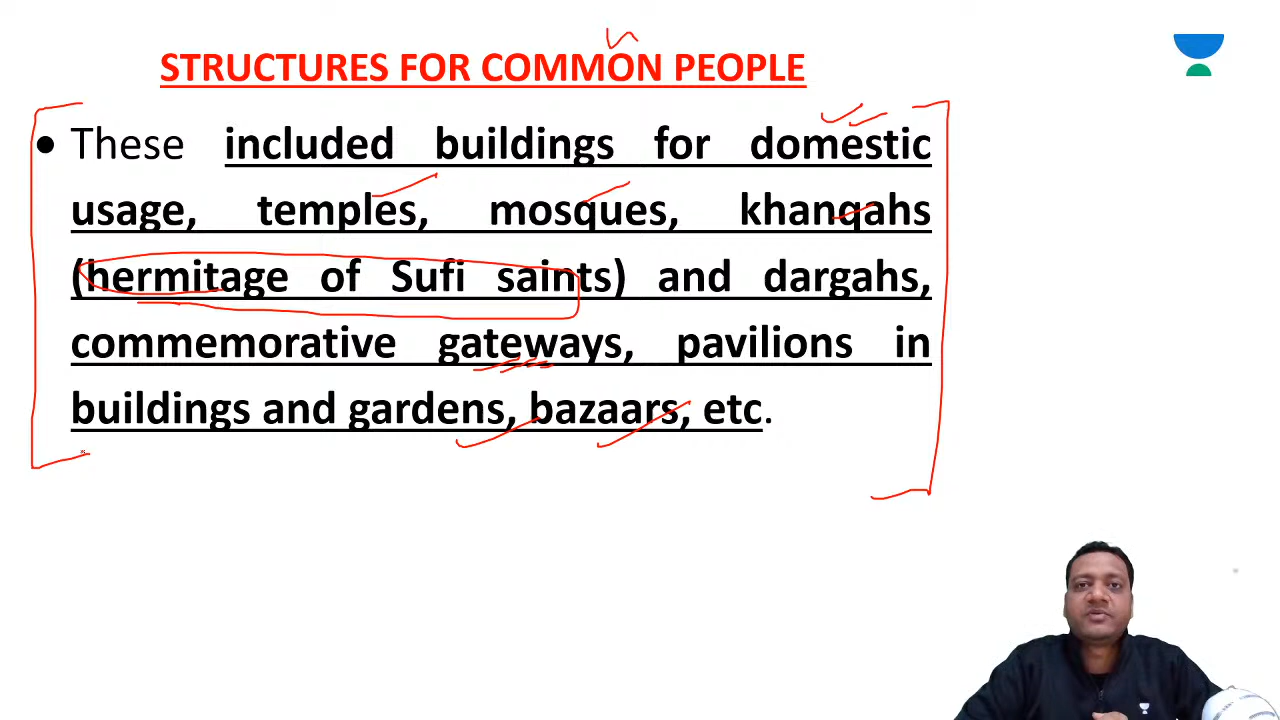 STRUCTURES FOR COMMON PEOPLE
• These included buildings for domestic
usage, temples, mosques, khanqahs
(hermitage of Sufi saints) and dargahs,
commemorative gateways, pavilions in
buildings and gardens, bazaars, etc.